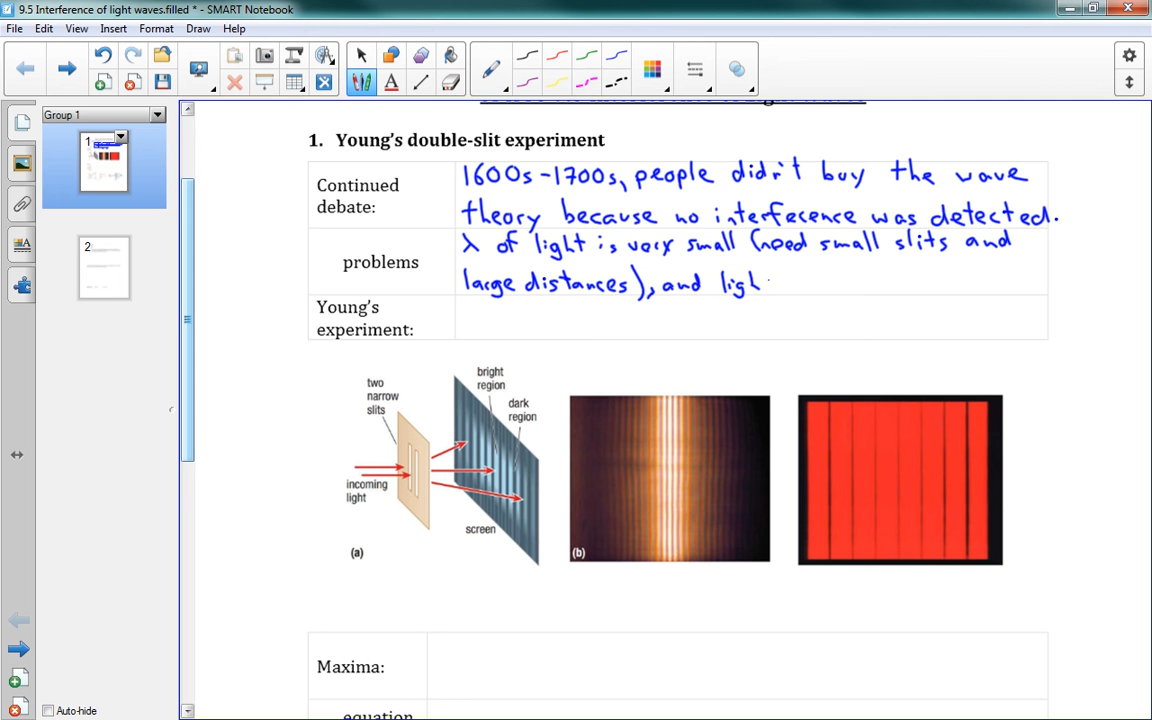 9.5 Interference of light waves.filled * - SMART Notebook
File Edit View Insert Format Draw Help
Group 1
1
2
1. Young's double-slit experiment
Continued debate:
1600s-1700s, people didn't buy the wave
theory because no interference was detected.
problems
λ of light is very small (need small slits and
large distances), and ligh
Young's experiment:
two
narrow
slits
bright
region
dark
region
incoming
light
screen
(a)
(b)
Maxima:
equation
Auto-hide